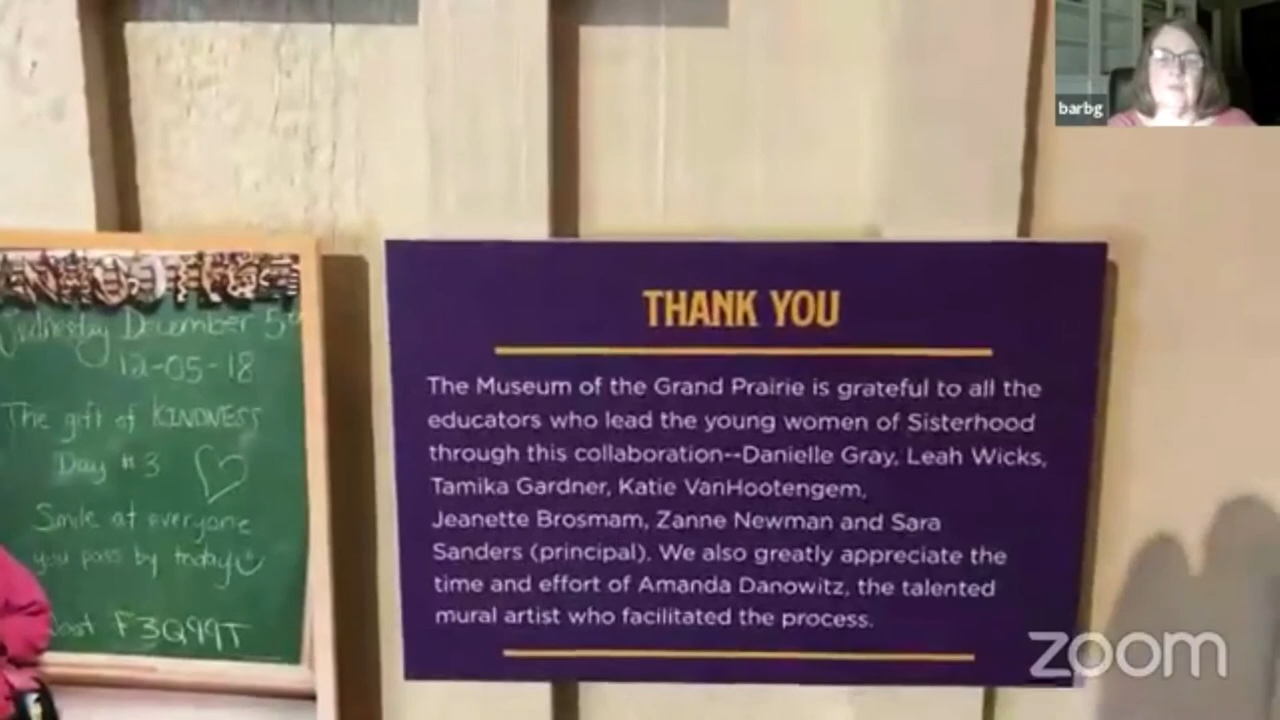 barbg
Wednesday December 5th
12-05-18
The gift of KINDNESS
Day #3
Smile at everyone
you pass by today
F3Q99T
THANK YOU
The Museum of the Grand Prairie is grateful to all the
educators who lead the young women of Sisterhood
through this collaboration--Danielle Gray, Leah Wicks,
Tamika Gardner, Katie VanHootengem,
Jeanette Brosmam, Zanne Newman and Sara
Sanders (principal). We also greatly appreciate the
time and effort of Amanda Danowitz, the talented
mural artist who facilitated the process.
zoom